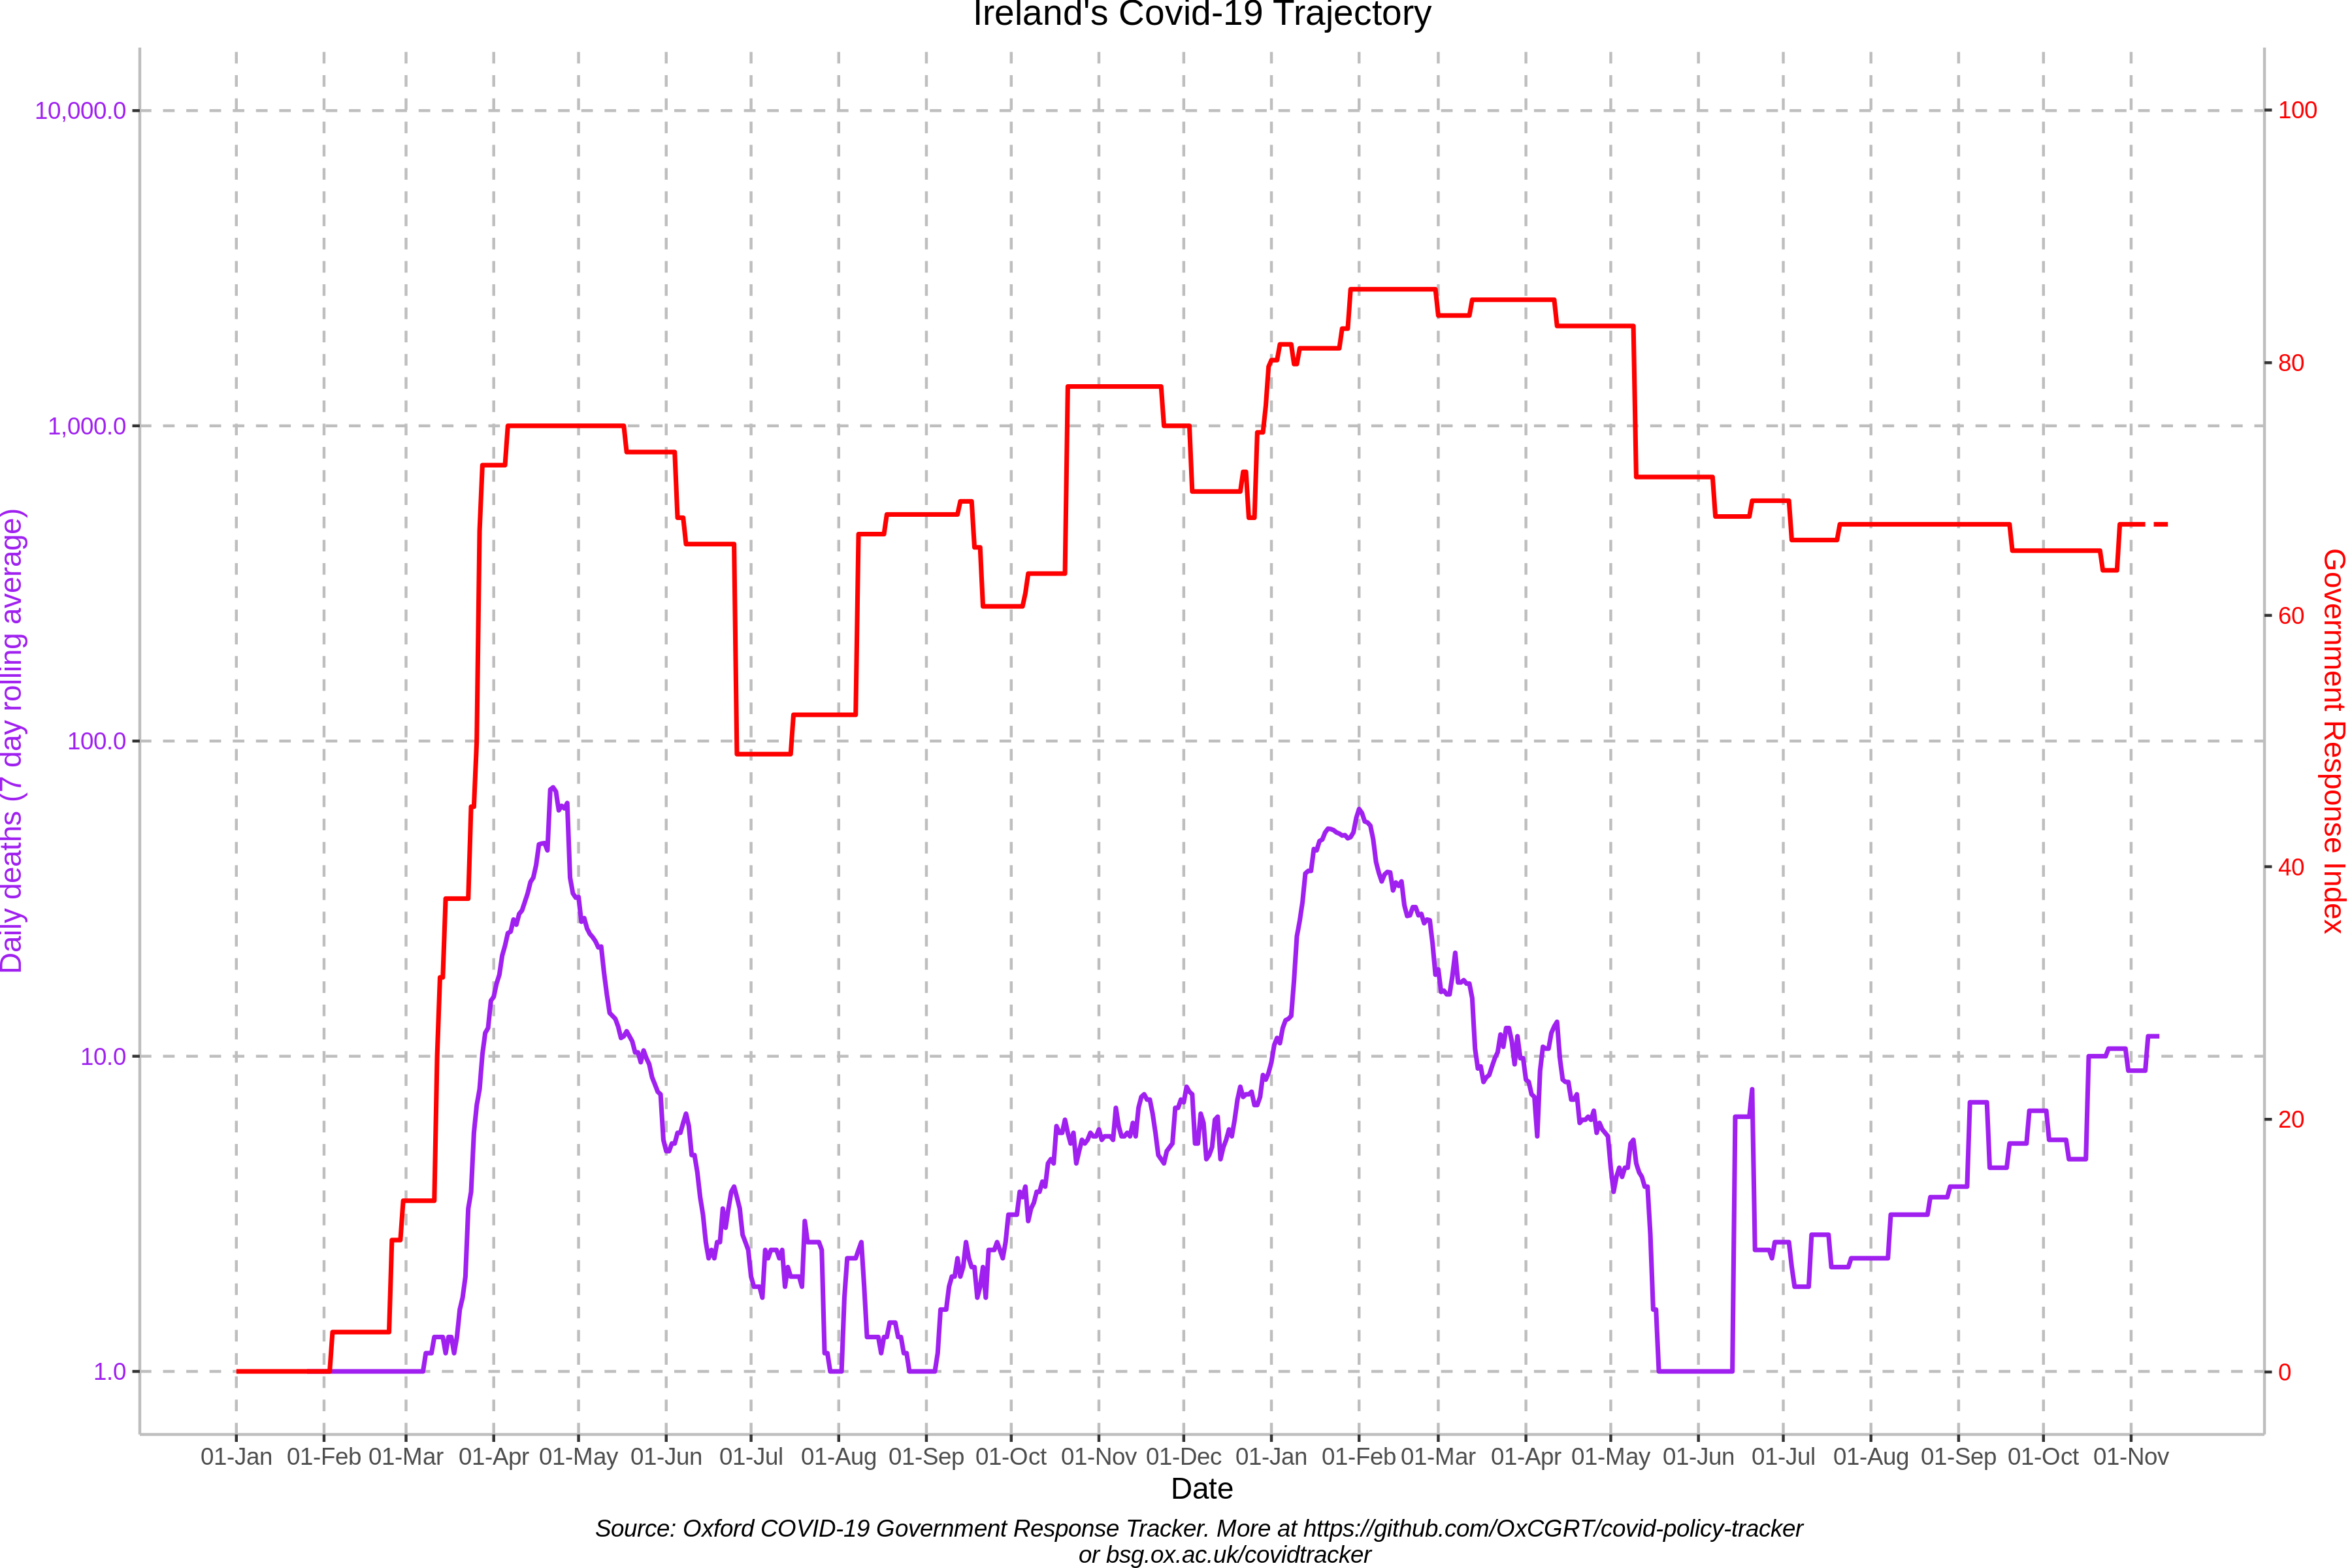 Ireland's Covid-19 Trajectory
10,000.0
1,000.0
100.0
10.0
1.0
Daily deaths (7 day rolling average)
100
80
60
40
20
0
Government Response Index
01-Jan 01-Feb 01-Mar 01-Apr 01-May 01-Jun 01-Jul 01-Aug 01-Sep 01-Oct 01-Nov 01-Dec 01-Jan 01-Feb 01-Mar 01-Apr 01-May 01-Jun 01-Jul 01-Aug 01-Sep 01-Oct 01-Nov
Date
Source: Oxford COVID-19 Government Response Tracker. More at https://github.com/OxCGRT/covid-policy-tracker
or bsg.ox.ac.uk/covidtracker